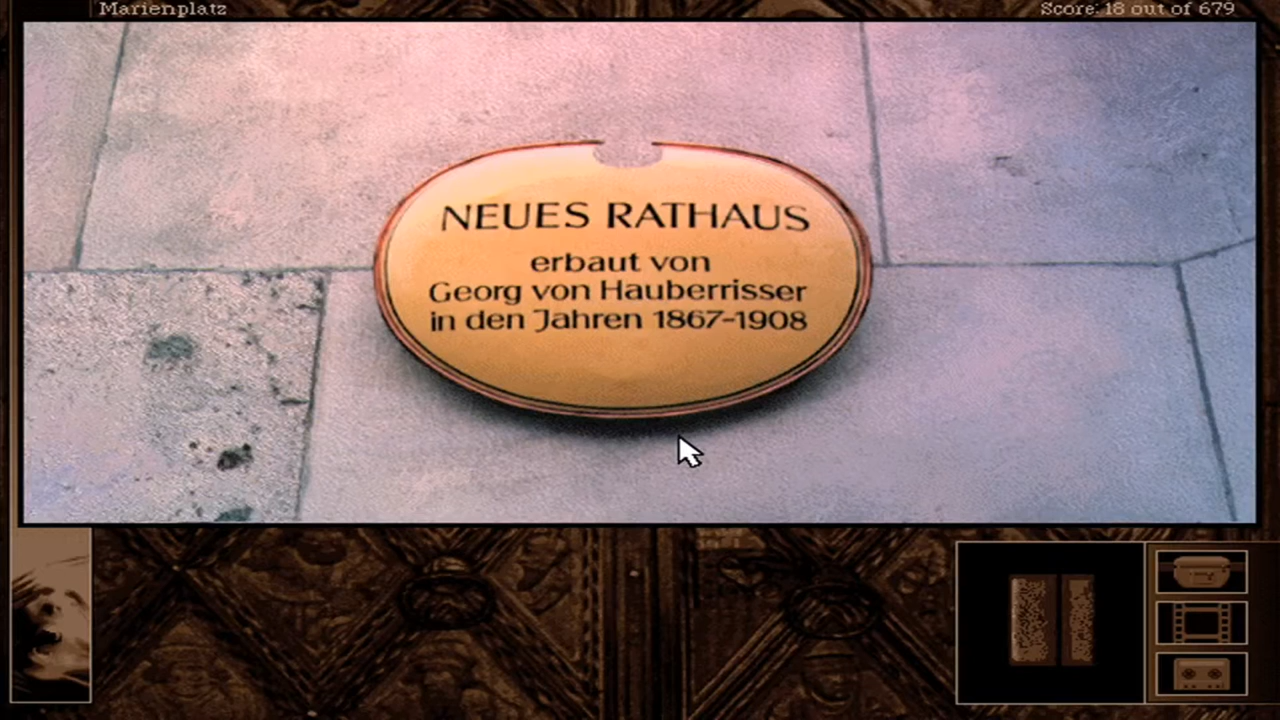 Marienplatz
Score: 18 out of 679
NEUES RATHAUS
erbaut von
Georg von Hauberrisser
in den Jahren 1867-1908